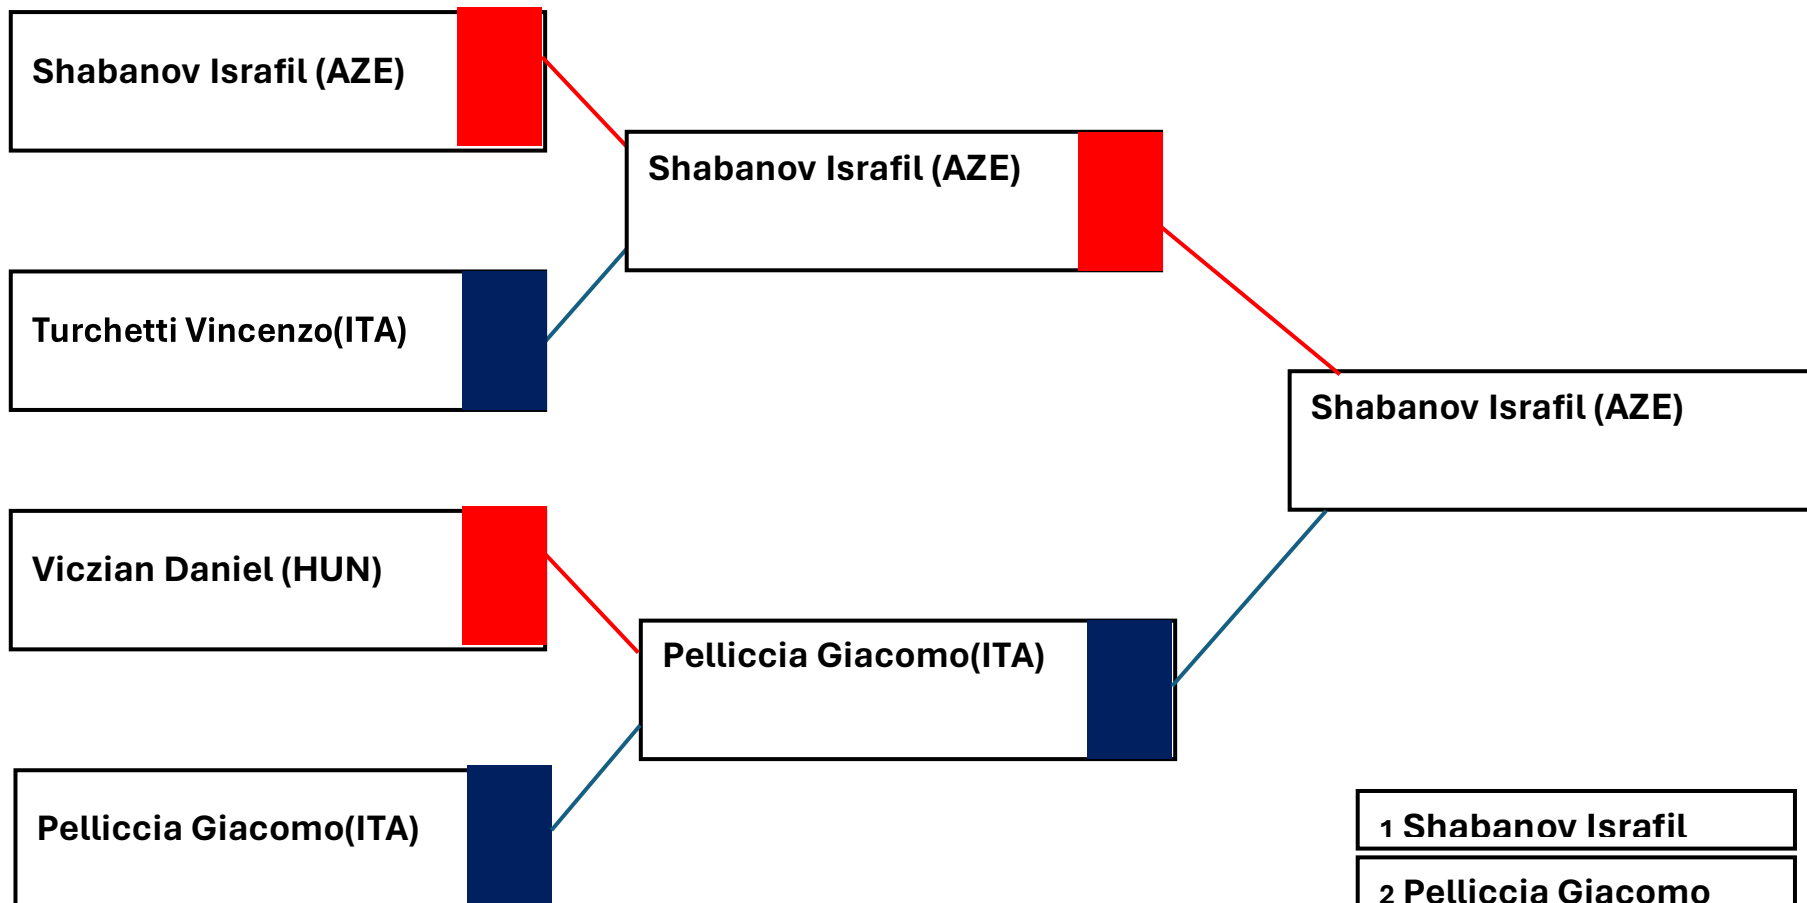 Shabanov Israfil (AZE)
Shabanov Israfil (AZE)
Turchetti Vincenzo(ITA)
Shabanov Israfil (AZE)
Viczian Daniel (HUN)
Pelliccia Giacomo(ITA)
Pelliccia Giacomo(ITA)
1 Shabanov Israfil
2 Pelliccia Giacomo